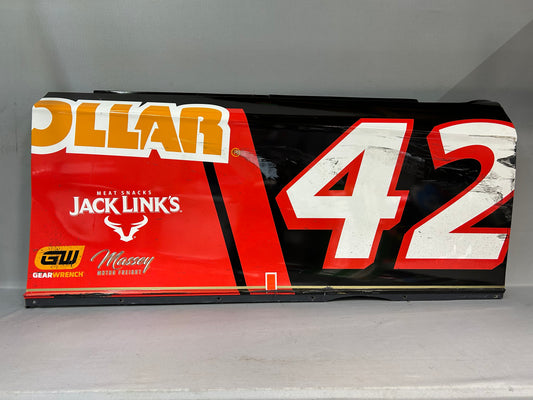 OLLAR
®
42
MEAT SNACKS
JACK LINK'S
GW
GEARWRENCH
Massey
MOTOR FREIGHT